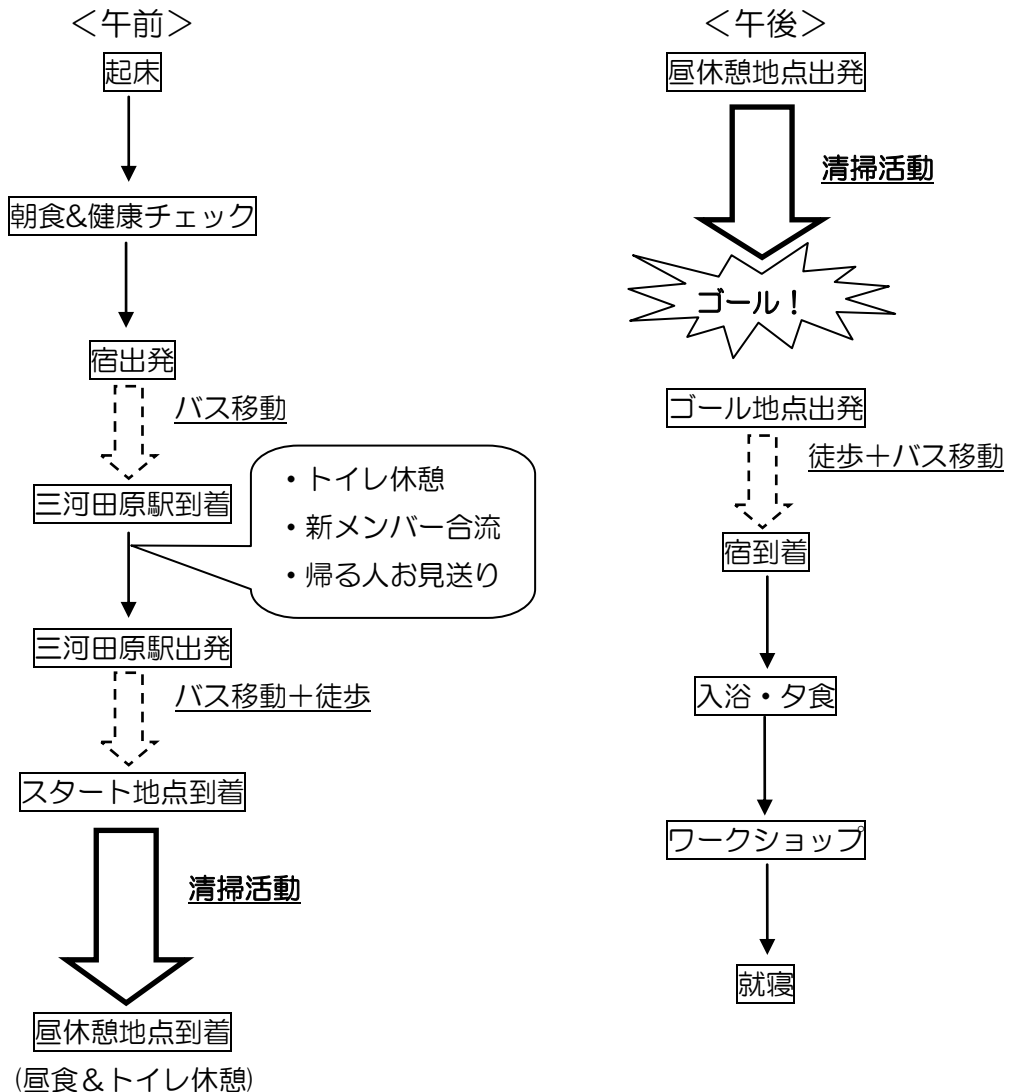 ＜午前＞
起床
朝食&健康チェック
宿出発
バス移動
三河田原駅到着
・トイレ休憩
・新メンバー合流
・帰る人お見送り
三河田原駅出発
バス移動＋徒歩
スタート地点到着
清掃活動
昼休憩地点到着
(昼食＆トイレ休憩)
＜午後＞
昼休憩地点出発
清掃活動
ゴール！
ゴール地点出発
徒歩＋バス移動
宿到着
入浴・夕食
ワークショップ
就寝